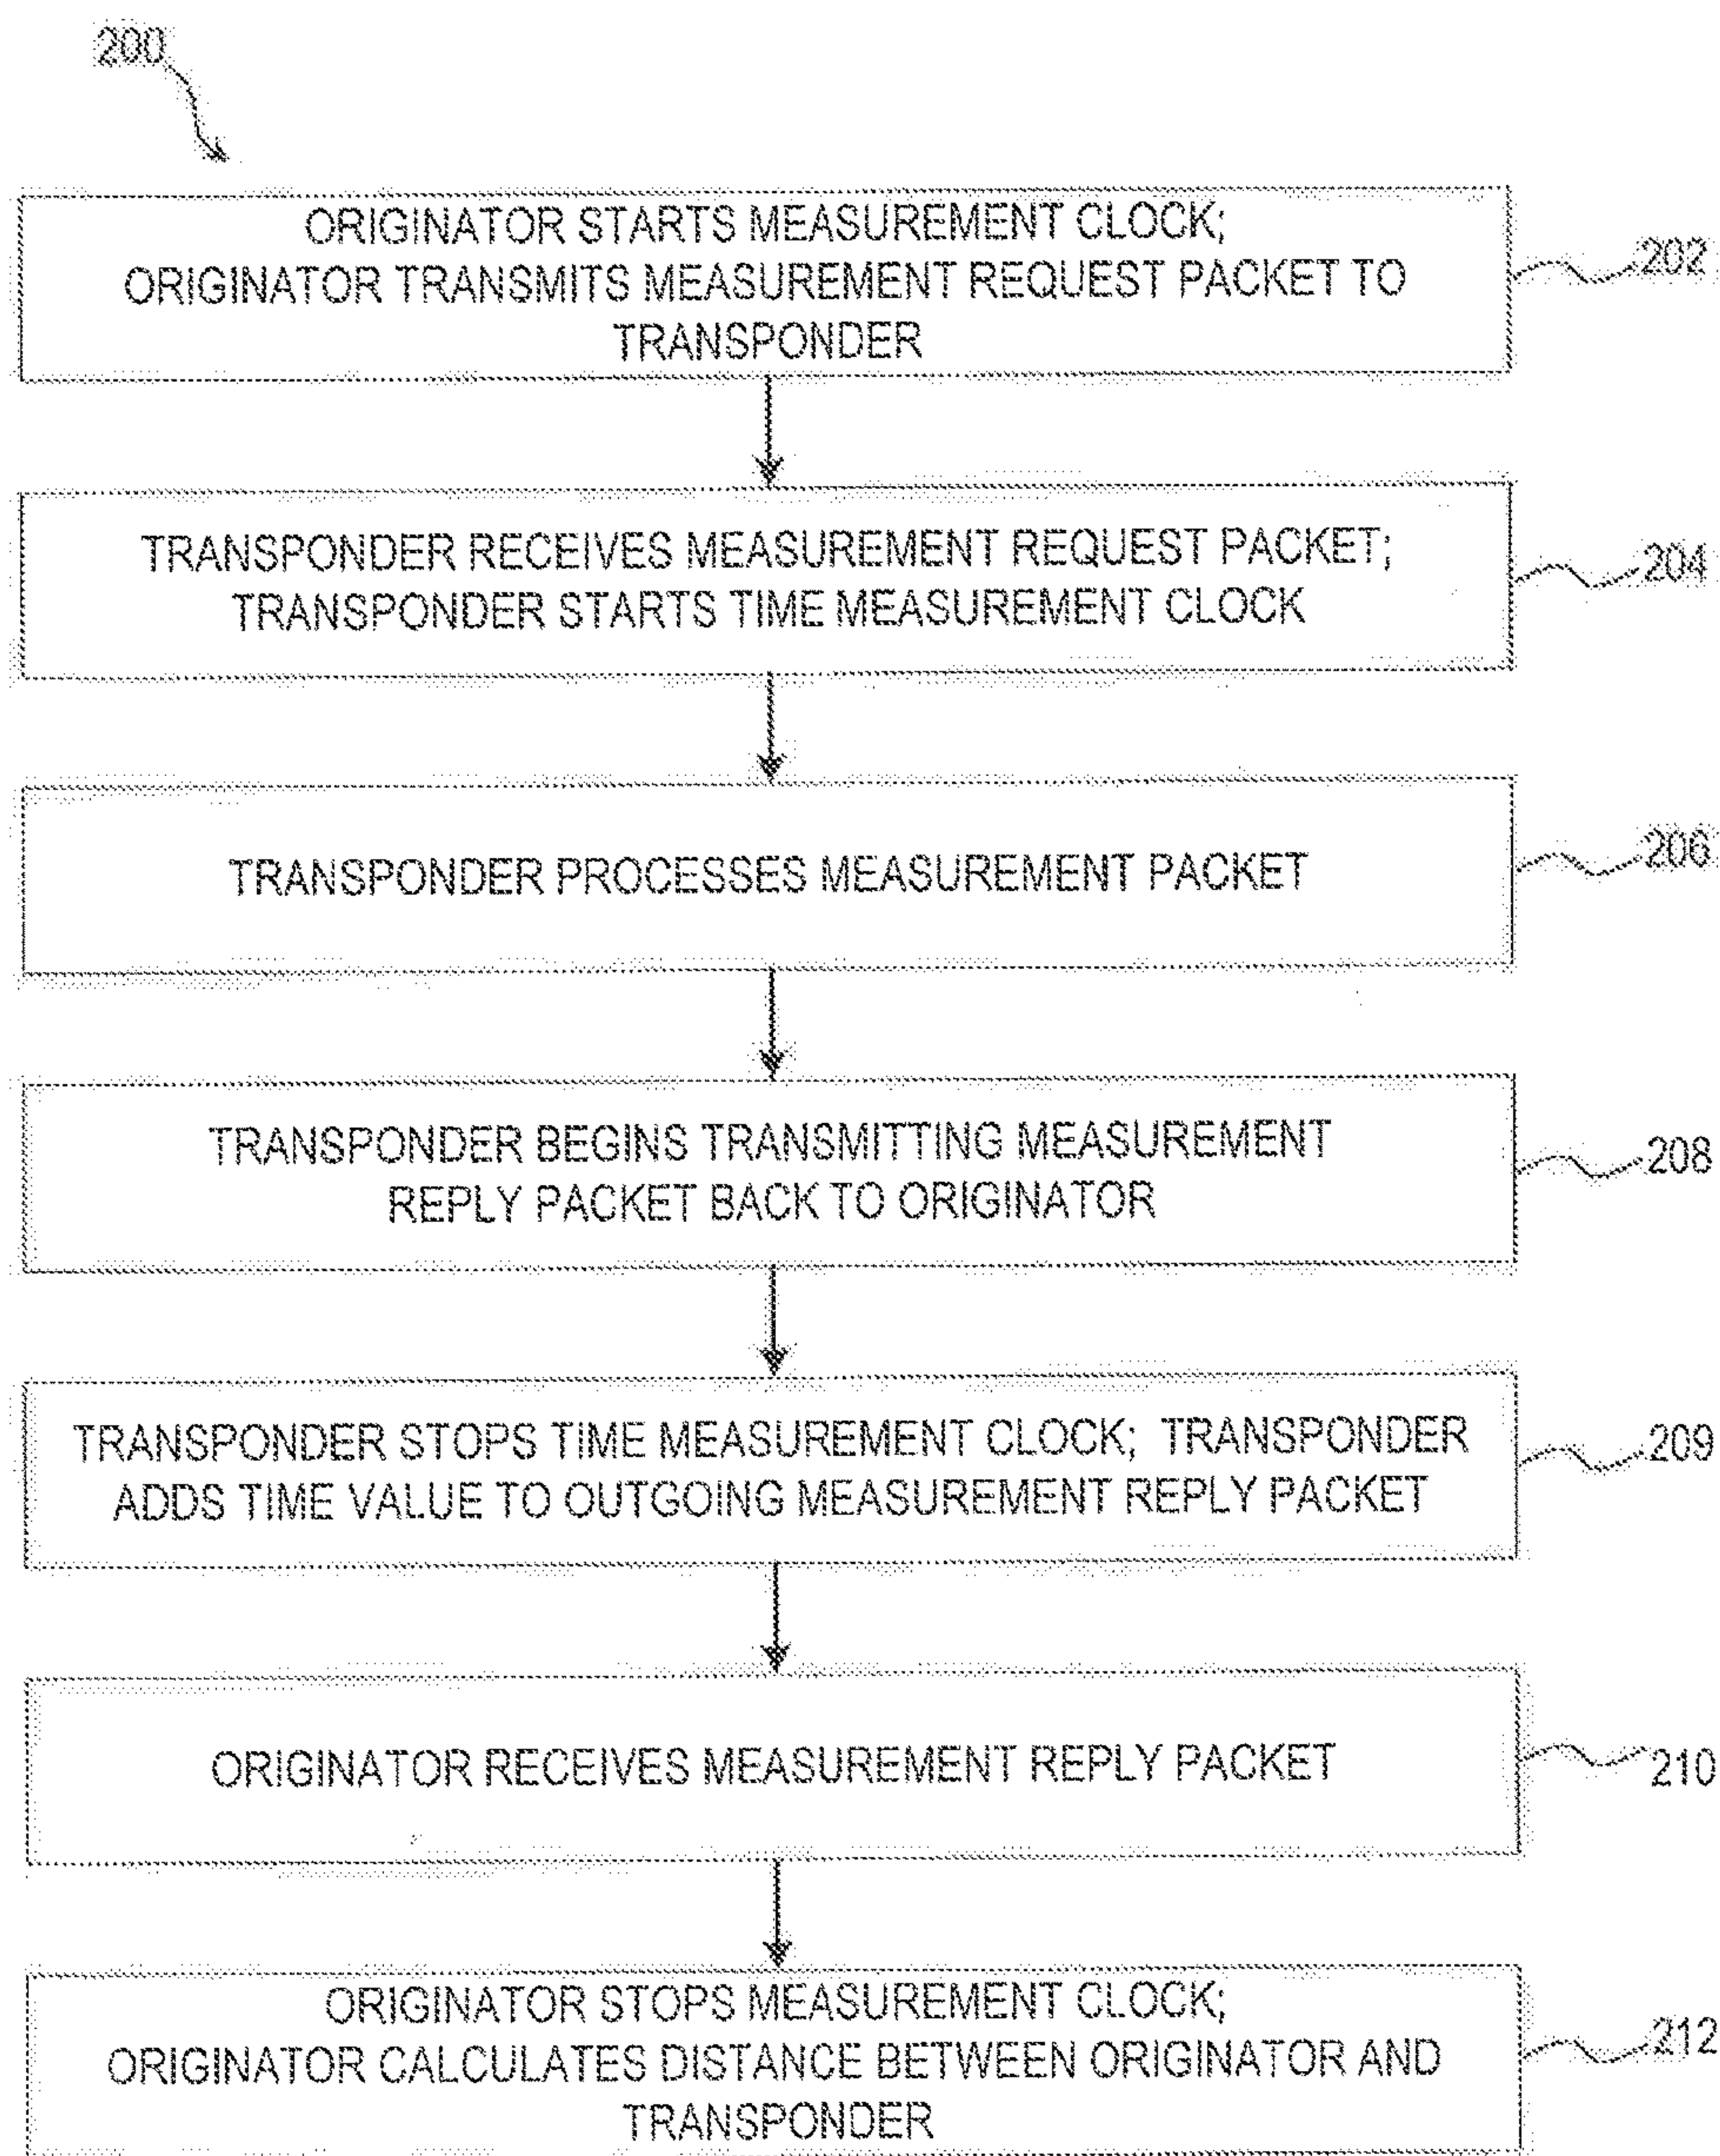 200
ORIGINATOR STARTS MEASUREMENT CLOCK;
ORIGINATOR TRANSMITS MEASUREMENT REQUEST PACKET TO
TRANSPONDER
202
TRANSPONDER RECEIVES MEASUREMENT REQUEST PACKET;
TRANSPONDER STARTS TIME MEASUREMENT CLOCK
204
TRANSPONDER PROCESSES MEASUREMENT PACKET
206
TRANSPONDER BEGINS TRANSMITTING MEASUREMENT
REPLY PACKET BACK TO ORIGINATOR
208
TRANSPONDER STOPS TIME MEASUREMENT CLOCK; TRANSPONDER
ADDS TIME VALUE TO OUTGOING MEASUREMENT REPLY PACKET
209
ORIGINATOR RECEIVES MEASUREMENT REPLY PACKET
210
ORIGINATOR STOPS MEASUREMENT CLOCK;
ORIGINATOR CALCULATES DISTANCE BETWEEN ORIGINATOR AND
TRANSPONDER
212